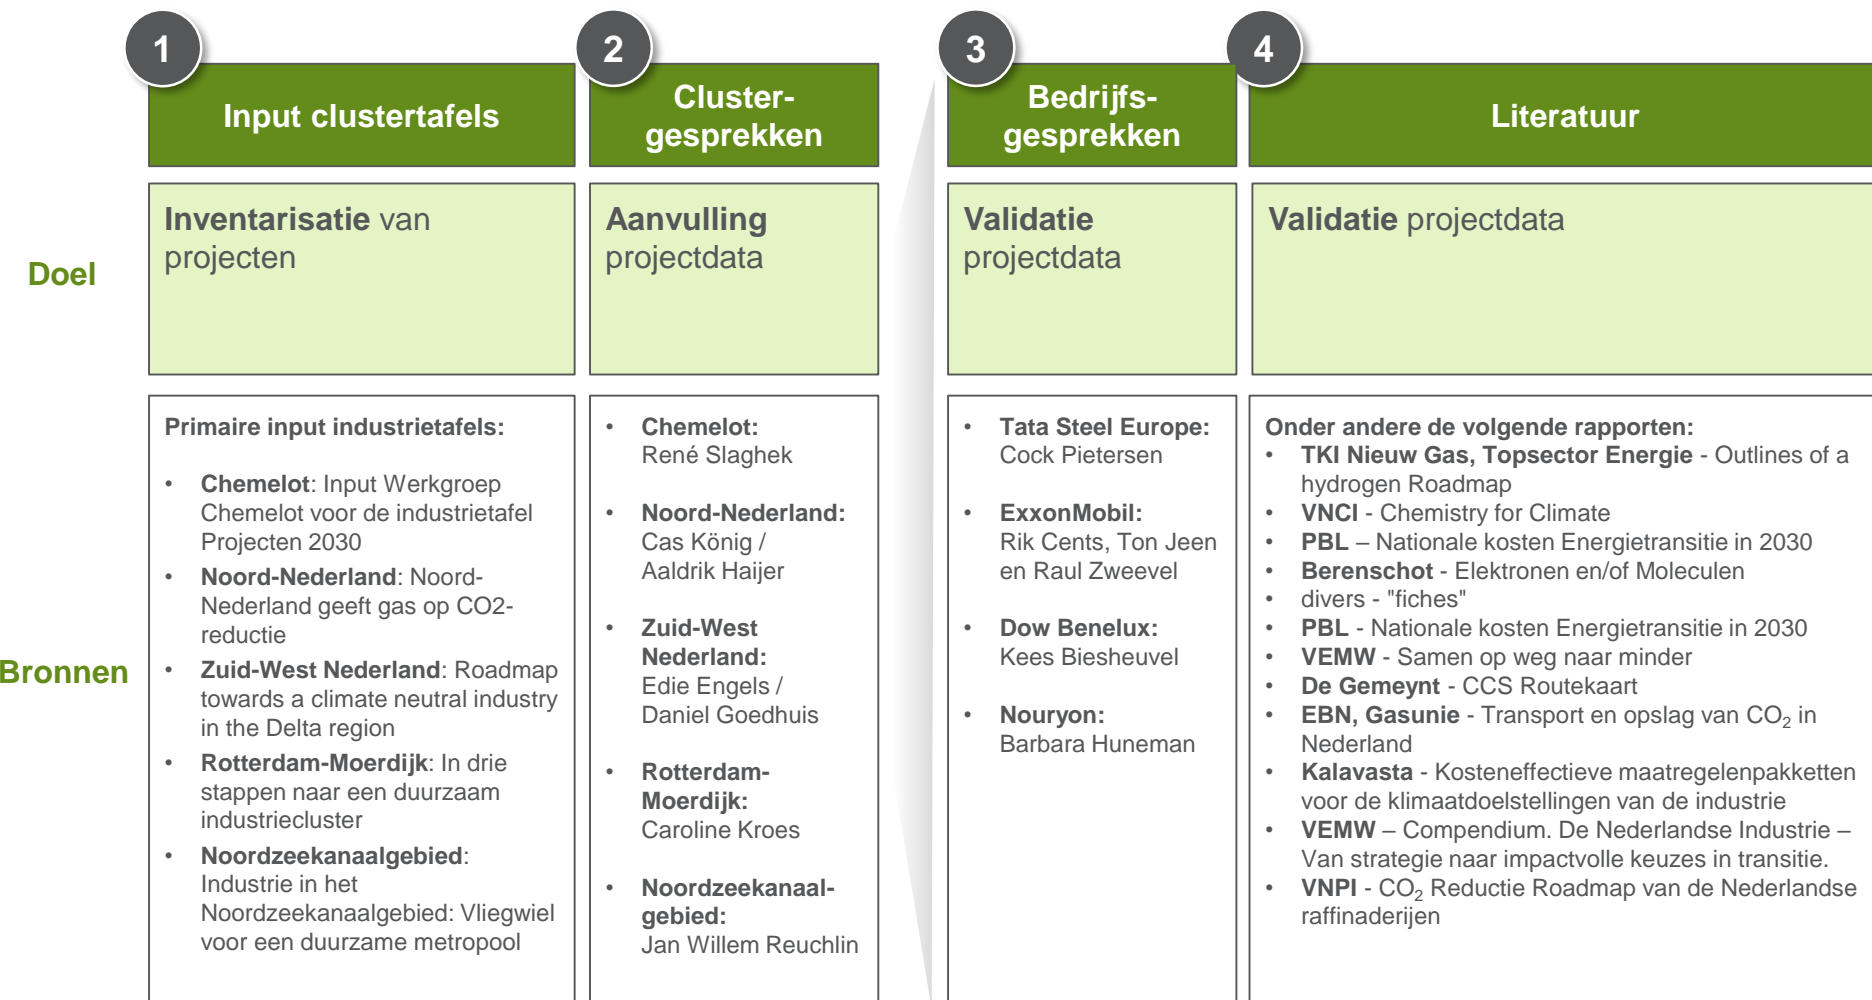 1
Input clustertafels
2
Cluster-
gesprekken
3
Bedrijfs-
gesprekken
4
Literatuur
Doel
Inventarisatie van
projecten
Aanvulling
projectdata
Validatie
projectdata
Validatie projectdata
Bronnen
Primaire input industrietafels:
• Chemelot: Input Werkgroep
Chemelot voor de industrietafel
Projecten 2030
• Noord-Nederland: Noord-
Nederland geeft gas op CO2-
reductie
• Zuid-West Nederland: Roadmap
towards a climate neutral industry
in the Delta region
• Rotterdam-Moerdijk: In drie
stappen naar een duurzaam
industriecluster
• Noordzeekanaalgebied:
Industrie in het
Noordzeekanaalgebied: Vliegwiel
voor een duurzame metropool
• Chemelot:
René Slaghek
• Noord-Nederland:
Cas König /
Aaldrik Haijer
• Zuid-West
Nederland:
Edie Engels /
Daniel Goedhuis
• Rotterdam-
Moerdijk:
Caroline Kroes
• Noordzeekanaal-
gebied:
Jan Willem Reuchlin
• Tata Steel Europe:
Cock Pietersen
• ExxonMobil:
Rik Cents, Ton Jeen
en Raul Zweevel
• Dow Benelux:
Kees Biesheuvel
• Nouryon:
Barbara Huneman
Onder andere de volgende rapporten:
• TKI Nieuw Gas, Topsector Energie - Outlines of a
hydrogen Roadmap
• VNCI - Chemistry for Climate
• PBL – Nationale kosten Energietransitie in 2030
• Berenschot - Elektronen en/of Moleculen
• divers - "fiches"
• PBL - Nationale kosten Energietransitie in 2030
• VEMW - Samen op weg naar minder
• De Gemeynt - CCS Routekaart
• EBN, Gasunie - Transport en opslag van CO₂ in
Nederland
• Kalavasta - Kosteneffectieve maatregelenpakketten
voor de klimaatdoelstellingen van de industrie
• VEMW – Compendium. De Nederlandse Industrie –
Van strategie naar impactvolle keuzes in transitie.
• VNPI - CO₂ Reductie Roadmap van de Nederlandse
raffinaderijen